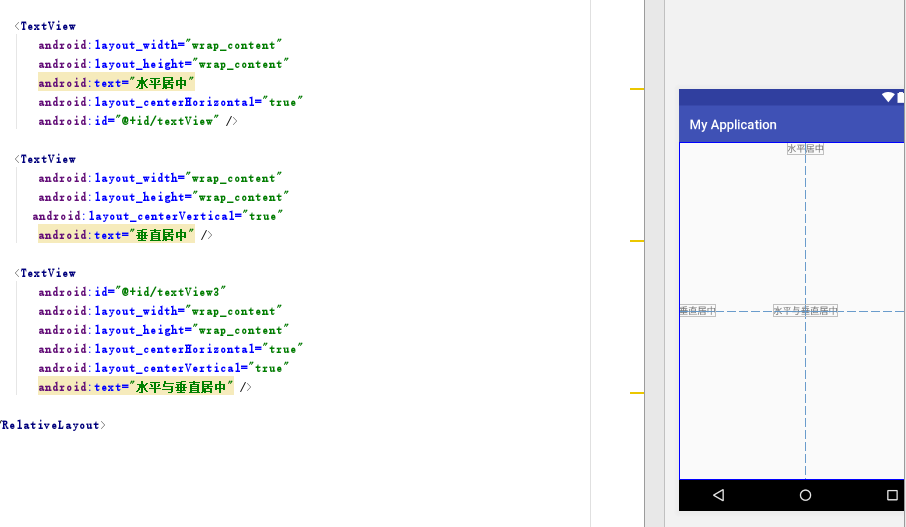 <TextView
android:layout_width="wrap_content"
android:layout_height="wrap_content"
android:text="水平居中"
android:layout_centerHorizontal="true"
android:id="@+id/textView" />
<TextView
android:layout_width="wrap_content"
android:layout_height="wrap_content"
android:layout_centerVertical="true"
android:text="垂直居中" />
<TextView
android:id="@+id/textView3"
android:layout_width="wrap_content"
android:layout_height="wrap_content"
android:layout_centerHorizontal="true"
android:layout_centerVertical="true"
android:text="水平与垂直居中" />
/RelativeLayout>
My Application
水平居中
垂直居中
水平与垂直居中